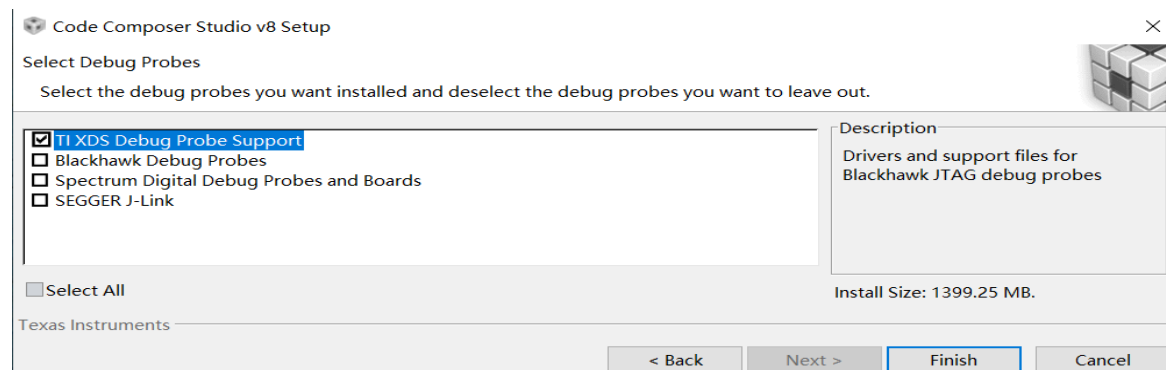 Code Composer Studio v8 Setup
Select Debug Probes
Select the debug probes you want installed and deselect the debug probes you want to leave out.
TI XDS Debug Probe Support
Blackhawk Debug Probes
Spectrum Digital Debug Probes and Boards
SEGGER J-Link
Description
Drivers and support files for
Blackhawk JTAG debug probes
Select All
Install Size: 1399.25 MB.
Texas Instruments
< Back
Next >
Finish
Cancel